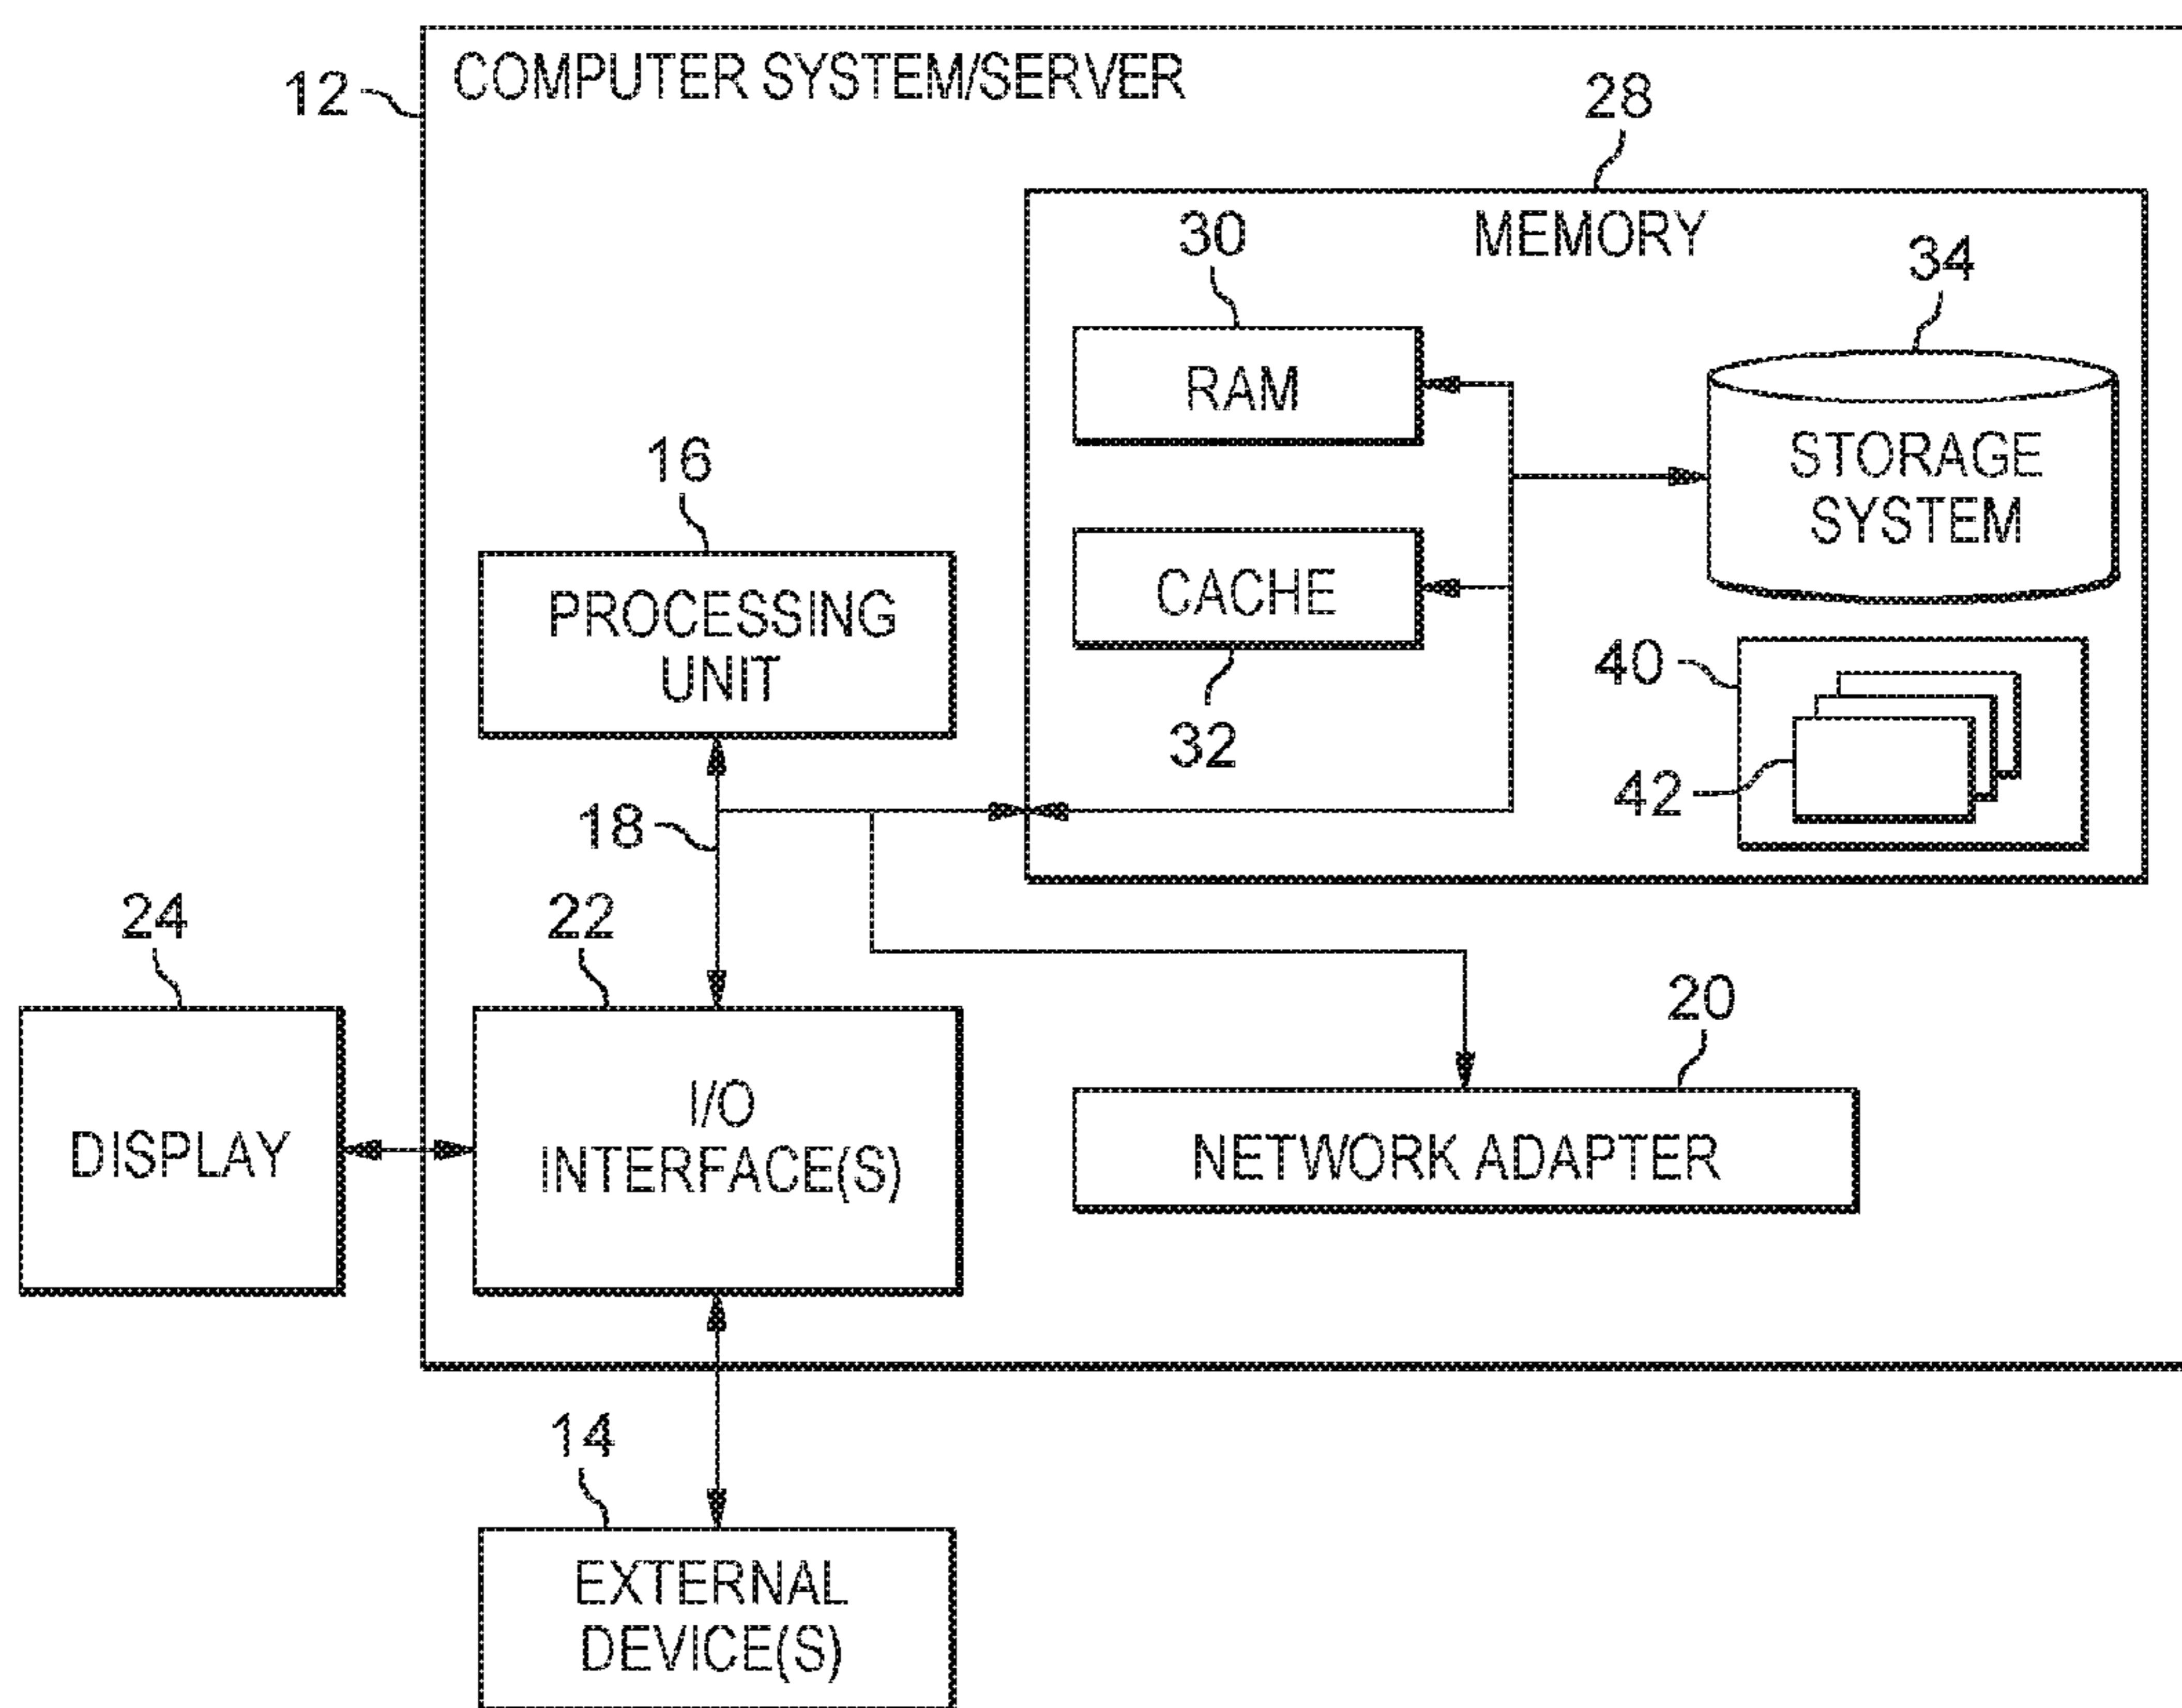 12
COMPUTER SYSTEM/SERVER
28
MEMORY
30
34
RAM
STORAGE
SYSTEM
16
PROCESSING
UNIT
CACHE
32
40
42
18
24
22
20
DISPLAY
I/O
INTERFACE(S)
NETWORK ADAPTER
14
EXTERNAL
DEVICE(S)